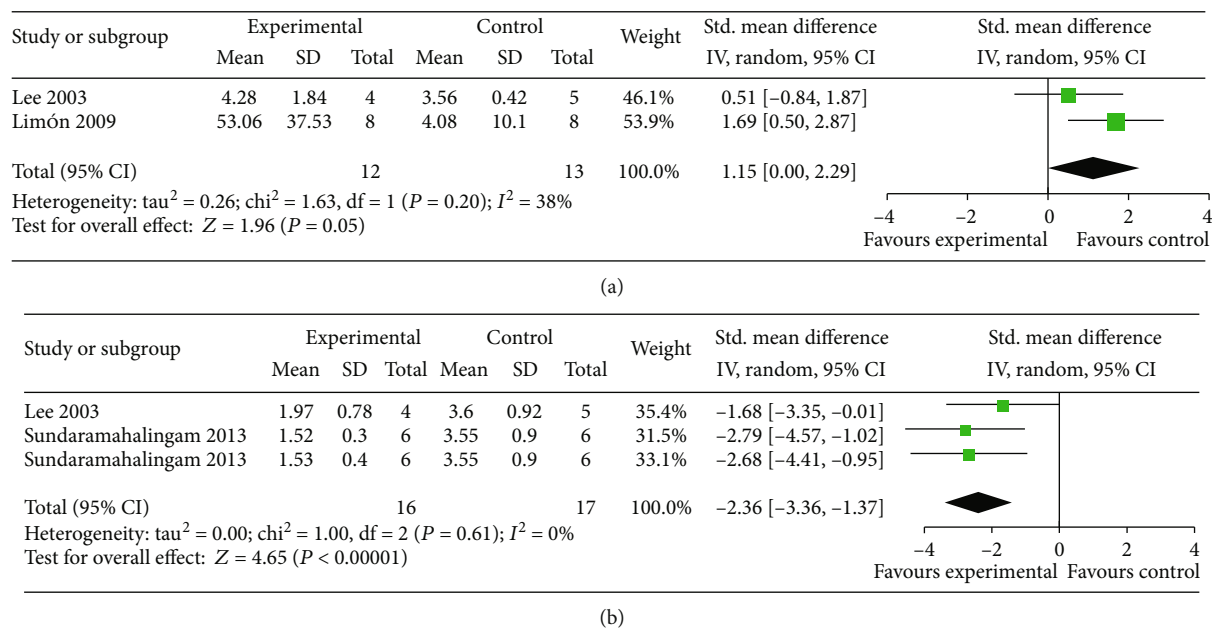 Study or subgroup Experimental Control Weight Std. mean difference Std. mean difference
Mean SD Total Mean SD Total IV, random, 95% CI IV, random, 95% CI
Lee 2003 4.28 1.84 4 3.56 0.42 5 46.1% 0.51 [–0.84, 1.87]
Limón 2009 53.06 37.53 8 4.08 10.1 8 53.9% 1.69 [0.50, 2.87]
Total (95% CI) 12 13 100.0% 1.15 [0.00, 2.29]
Heterogeneity: tau² = 0.26; chi² = 1.63, df = 1 (P = 0.20); I² = 38%
Test for overall effect: Z = 1.96 (P = 0.05)
–4 –2 0 2 4
Favours experimental Favours control
(a)
Study or subgroup Experimental Control Weight Std. mean difference Std. mean difference
Mean SD Total Mean SD Total IV, random, 95% CI IV, random, 95% CI
Lee 2003 1.97 0.78 4 3.6 0.92 5 35.4% –1.68 [–3.35, –0.01]
Sundaramahalingam 2013 1.52 0.3 6 3.55 0.9 6 31.5% –2.79 [–4.57, –1.02]
Sundaramahalingam 2013 1.53 0.4 6 3.55 0.9 6 33.1% –2.68 [–4.41, –0.95]
Total (95% CI) 16 17 100.0% –2.36 [–3.36, –1.37]
Heterogeneity: tau² = 0.00; chi² = 1.00, df = 2 (P = 0.61); I² = 0%
Test for overall effect: Z = 4.65 (P < 0.00001)
–4 –2 0 2 4
Favours experimental Favours control
(b)